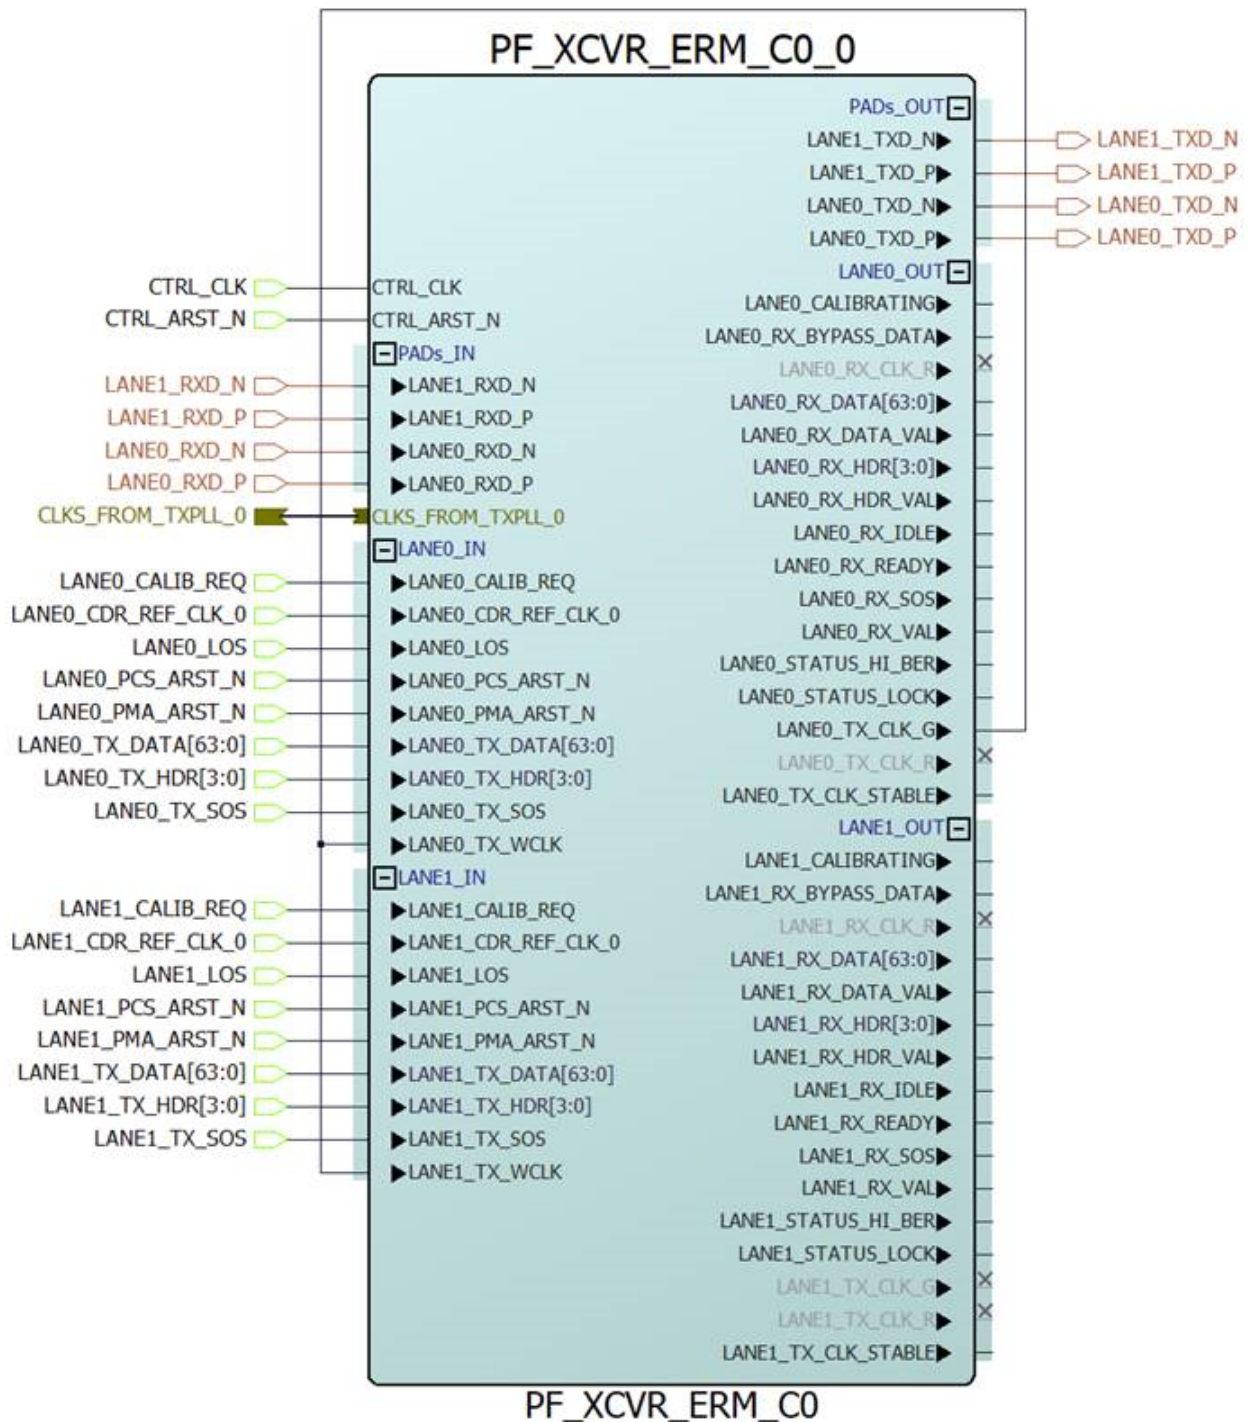 PF_XCVR_ERM_C0_0
CTRL_CLK
CTRL_ARST_N
LANE1_RXD_N
LANE1_RXD_P
LANE0_RXD_N
LANE0_RXD_P
CLKS_FROM_TXPLL_0
LANE0_CALIB_REQ
LANE0_CDR_REF_CLK_0
LANE0_LOS
LANE0_PCS_ARST_N
LANE0_PMA_ARST_N
LANE0_TX_DATA[63:0]
LANE0_TX_HDR[3:0]
LANE0_TX_SOS
LANE1_CALIB_REQ
LANE1_CDR_REF_CLK_0
LANE1_LOS
LANE1_PCS_ARST_N
LANE1_PMA_ARST_N
LANE1_TX_DATA[63:0]
LANE1_TX_HDR[3:0]
LANE1_TX_SOS
CTRL_CLK
CTRL_ARST_N
PADs_IN
LANE1_RXD_N
LANE1_RXD_P
LANE0_RXD_N
LANE0_RXD_P
CLKS_FROM_TXPLL_0
LANE0_IN
LANE0_CALIB_REQ
LANE0_CDR_REF_CLK_0
LANE0_LOS
LANE0_PCS_ARST_N
LANE0_PMA_ARST_N
LANE0_TX_DATA[63:0]
LANE0_TX_HDR[3:0]
LANE0_TX_SOS
LANE0_TX_WCLK
LANE1_IN
LANE1_CALIB_REQ
LANE1_CDR_REF_CLK_0
LANE1_LOS
LANE1_PCS_ARST_N
LANE1_PMA_ARST_N
LANE1_TX_DATA[63:0]
LANE1_TX_HDR[3:0]
LANE1_TX_SOS
LANE1_TX_WCLK
PADs_OUT
LANE1_TXD_N
LANE1_TXD_P
LANE0_TXD_N
LANE0_TXD_P
LANE0_OUT
LANE0_CALIBRATING
LANE0_RX_BYPASS_DATA
LANE0_RX_CLK_R
LANE0_RX_DATA[63:0]
LANE0_RX_DATA_VAL
LANE0_RX_HDR[3:0]
LANE0_RX_HDR_VAL
LANE0_RX_IDLE
LANE0_RX_READY
LANE0_RX_SOS
LANE0_RX_VAL
LANE0_STATUS_HI_BER
LANE0_STATUS_LOCK
LANE0_TX_CLK_G
LANE0_TX_CLK_R
LANE0_TX_CLK_STABLE
LANE1_OUT
LANE1_CALIBRATING
LANE1_RX_BYPASS_DATA
LANE1_RX_CLK_R
LANE1_RX_DATA[63:0]
LANE1_RX_DATA_VAL
LANE1_RX_HDR[3:0]
LANE1_RX_HDR_VAL
LANE1_RX_IDLE
LANE1_RX_READY
LANE1_RX_SOS
LANE1_RX_VAL
LANE1_STATUS_HI_BER
LANE1_STATUS_LOCK
LANE1_TX_CLK_G
LANE1_TX_CLK_R
LANE1_TX_CLK_STABLE
LANE1_TXD_N
LANE1_TXD_P
LANE0_TXD_N
LANE0_TXD_P
PF_XCVR_ERM_C0